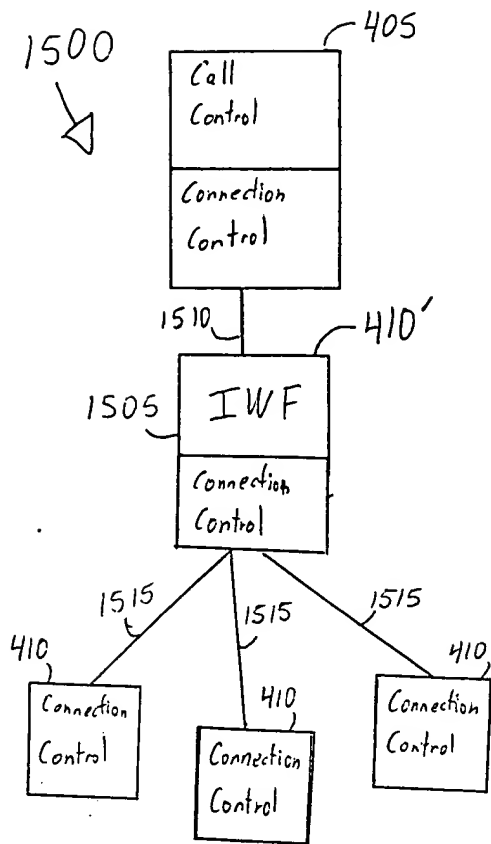 1500
405
Call
Control
Connection
Control
1510
410'
1505
IWF
Connection
Control
1515
1515
1515
410
Connection
Control
410
Connection
Control
410
Connection
Control